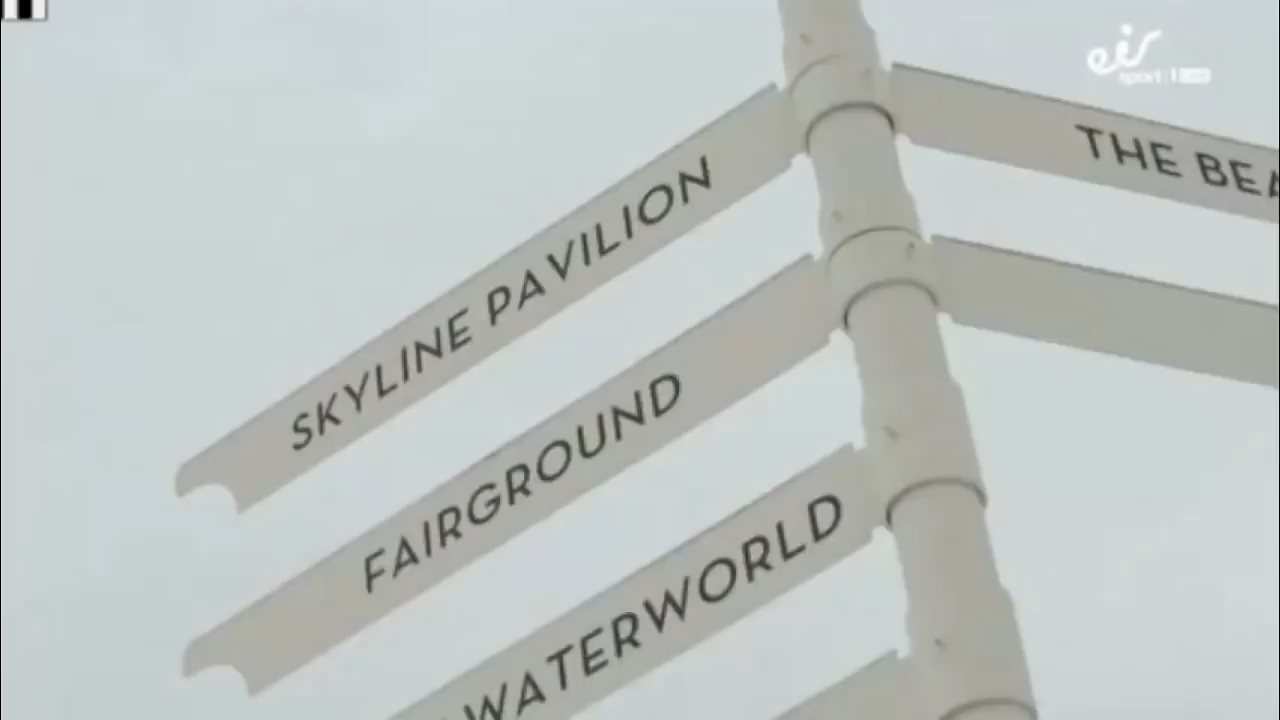 eir
sport 1
SKYLINE PAVILION
THE BEA
FAIRGROUND
WATERWORLD